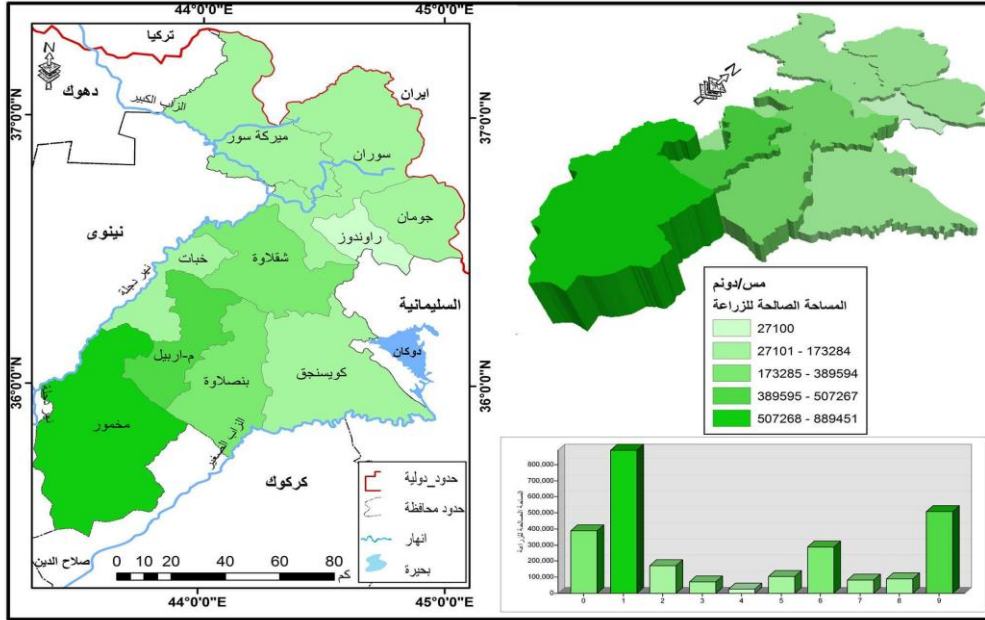 44°0'0"E
45°0'0"E
37°0'0"N
36°0'0"N
N
تركيا
ايران
دهوك
الزاب الكبير
ميركة سور
سوران
جومان
راوندوز
نينوى
خبات
شقلاوة
نهر دجلة
السليمانية
دوكان
م-اربيل
بنصلاوة
كويسنجق
مخمور
الزاب الصغير
كركوك
صلاح الدين
حدود_دولية
حدود محافظة
انهار
بحيرة
0 10 20 40 60 80
كم
44°0'0"E
45°0'0"E
37°0'0"N
36°0'0"N
N
مس/دونم
المساحة الصالحة للزراعة
27100
27101 - 173284
173285 - 389594
389595 - 507267
507268 - 889451
المساحة الصالحة للزراعة
800,000
700,000
600,000
500,000
400,000
300,000
200,000
100,000
0
0 1 2 3 4 5 6 7 8 9